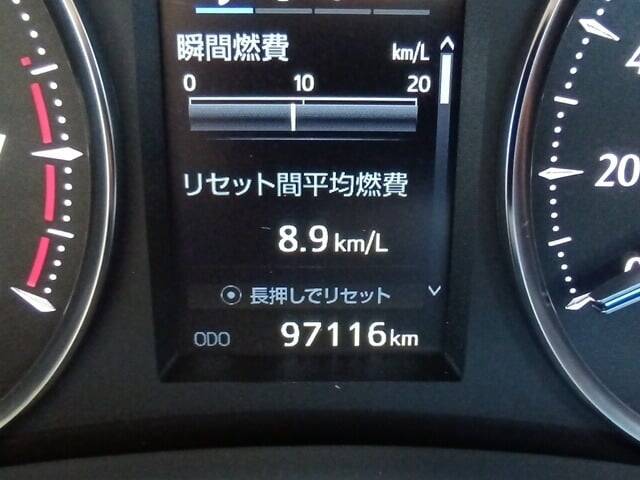 瞬間燃費 km/L
0 10 20
リセット間平均燃費
8.9 km/L
長押しでリセット
ODO 97116 km
20